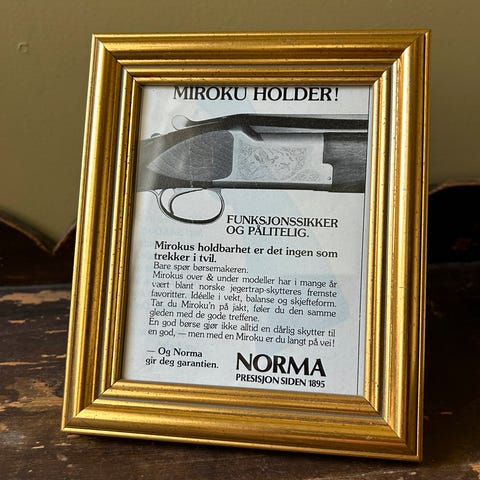 MIROKU HOLDER!
FUNKSJONSSIKKER
OG PÅLITELIG.
Mirokus holdbarhet er det ingen som
trekker i tvil.
Bare spør børsemakeren.
Mirokus over & under modeller har i mange år
vært blant norske jegertrap-skytteres fremste
favoritter. Idéelle i vekt, balanse og skjefteform.
Tar du Miroku'n på jakt, føler du den samme
gleden med de gode treffene.
En god børse gjør ikke alltid en dårlig skytter til
en god, — men med en Miroku er du langt på vei!
— Og Norma
gir deg garantien.
NORMA
PRESISJON SIDEN 1895